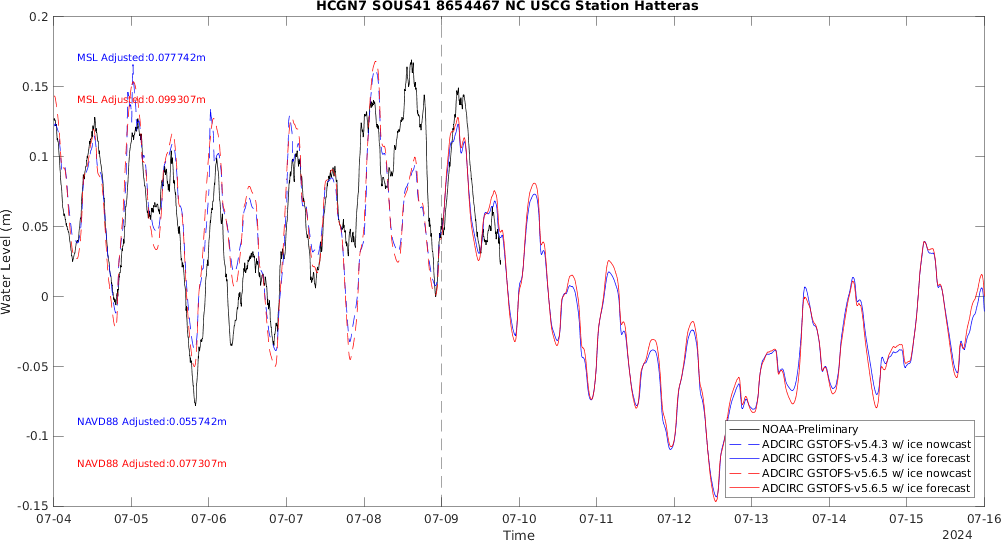 HCGN7 SOUS41 8654467 NC USCG Station Hatteras
0.2
0.15
0.1
0.05
0
-0.05
-0.1
-0.15
Water Level (m)
MSL Adjusted:0.077742m
MSL Adjusted:0.099307m
NAVD88 Adjusted:0.055742m
NAVD88 Adjusted:0.077307m
NOAA-Preliminary
ADCIRC GSTOFS-v5.4.3 w/ ice nowcast
ADCIRC GSTOFS-v5.4.3 w/ ice forecast
ADCIRC GSTOFS-v5.6.5 w/ ice nowcast
ADCIRC GSTOFS-v5.6.5 w/ ice forecast
07-04 07-05 07-06 07-07 07-08 07-09 07-10 07-11 07-12 07-13 07-14 07-15 07-16
Time
2024